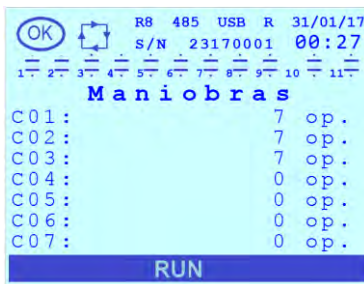 OK R8 485 USB R 31/01/17
S/N 23170001 00:27
1 2 3 4 5 6 7 8 9 10 11
Maniobras
C01: 7 op.
C02: 7 op.
C03: 7 op.
C04: 0 op.
C05: 0 op.
C06: 0 op.
C07: 0 op.
RUN